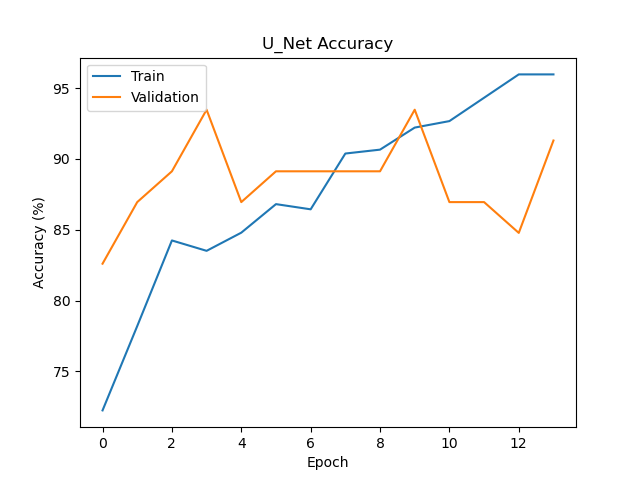 U_Net Accuracy
Train
Validation
Accuracy (%)
95
90
85
80
75
0 2 4 6 8 10 12
Epoch